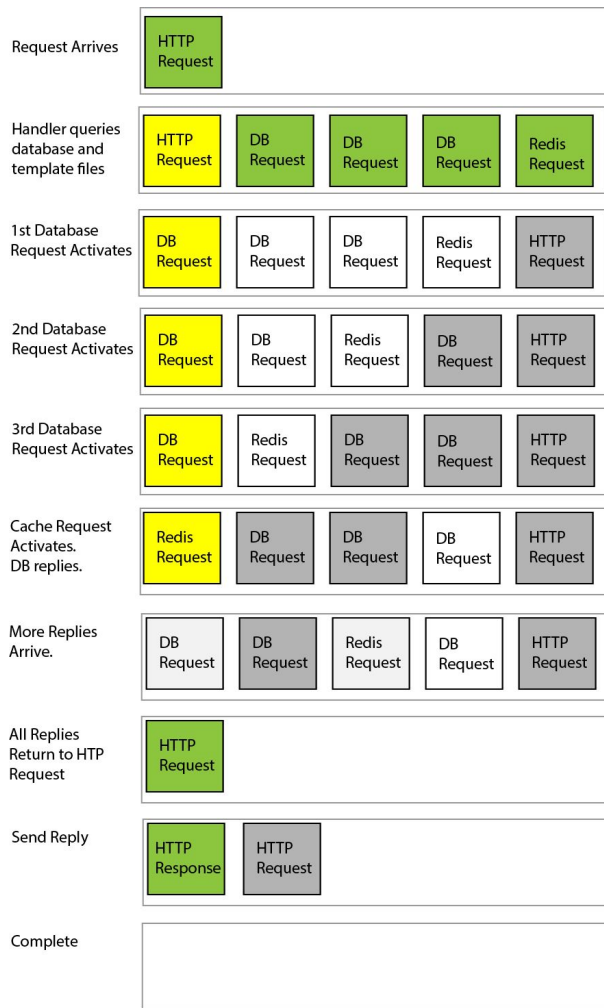 Request Arrives
HTTP
Request
Handler queries
database and
template files
HTTP
Request
DB
Request
DB
Request
DB
Request
Redis
Request
1st Database
Request Activates
DB
Request
DB
Request
DB
Request
Redis
Request
HTTP
Request
2nd Database
Request Activates
DB
Request
DB
Request
Redis
Request
DB
Request
HTTP
Request
3rd Database
Request Activates
DB
Request
Redis
Request
DB
Request
DB
Request
HTTP
Request
Cache Request
Activates.
DB replies.
Redis
Request
DB
Request
DB
Request
DB
Request
HTTP
Request
More Replies
Arrive.
DB
Request
DB
Request
Redis
Request
DB
Request
HTTP
Request
All Replies
Return to HTP
Request
HTTP
Request
Send Reply
HTTP
Response
HTTP
Request
Complete